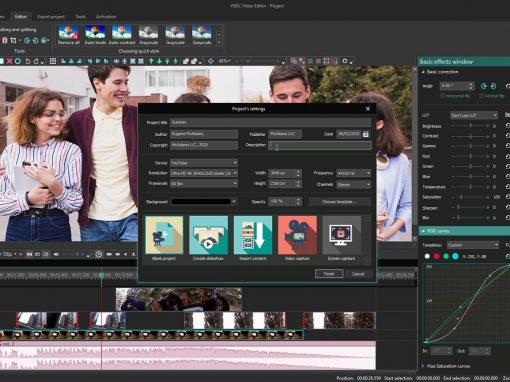 VSDC Video Editor - Project
Editor Export project Tools Activation
Cutting and splitting
Tools
Remove all Auto levels Auto contrast Grayscale Grayscale Grayscale
Choosing quick style
45%
Basic effects window
Basic correction
Angle 0.00 °
horizontal flip vertical flip
LUT Don't use LUT
Brightness
Contrast
Gamma
Red
Green
Blue
Temperature
Saturation 100
Sharpen
Blur
RGB curves
Templates: Custom
X: 250, Y: 88
265
128
In: Out:
Hue Saturation curves
Project's settings
Project title Summer
Author Eugene McAdams Publisher McAdams LLC Date 06/02/2020
Copyright McAdams LLC, 2020 Description
Device YouTube
Resolution Ultra HD 4K 3840x2160 pixels (16 Width 3840 px Frequency 44100 Hz
Framerate 60 fps Height 2160 px Channels Stereo
Background Opacity 100 % Choose template...
Blank project Create slideshow Import content Video capture Screen capture
Finish Cancel
720p
Position: 00:00:26.559 Start selection: 00:00:00.000 End selection: 00:00:00.000